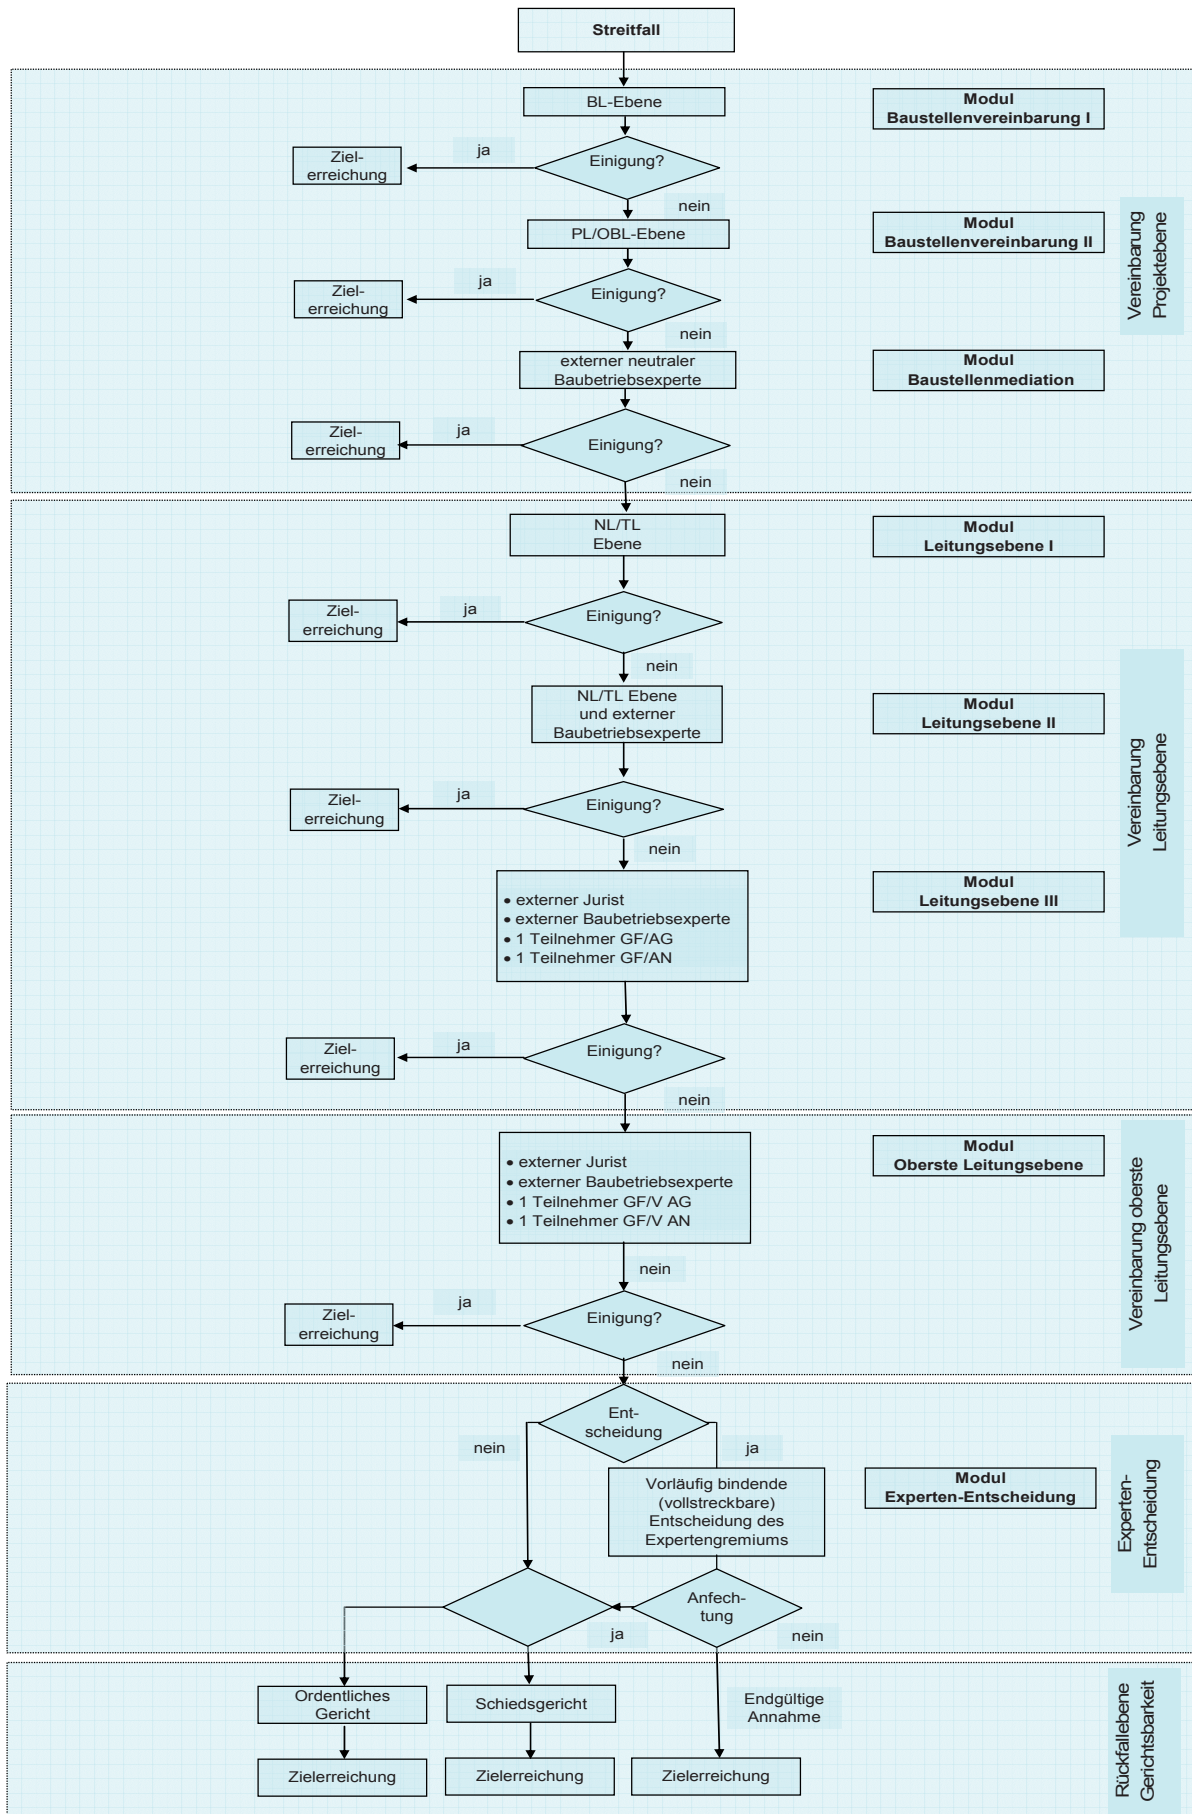 Streitfall
BL-Ebene
Modul
Baustellenvereinbarung I
ja
Einigung?
Ziel-
erreichung
nein
PL/OBL-Ebene
Modul
Baustellenvereinbarung II
Vereinbarung
Projektebene
ja
Einigung?
Ziel-
erreichung
nein
externer neutraler
Baubetriebsexperte
Modul
Baustellenmediation
ja
Einigung?
Ziel-
erreichung
nein
NL/TL
Ebene
Modul
Leitungsebene I
ja
Einigung?
Ziel-
erreichung
nein
NL/TL Ebene
und externer
Baubetriebsexperte
Modul
Leitungsebene II
Vereinbarung
Leitungsebene
ja
Einigung?
Ziel-
erreichung
nein
• externer Jurist
• externer Baubetriebsexperte
• 1 Teilnehmer GF/AG
• 1 Teilnehmer GF/AN
Modul
Leitungsebene III
ja
Einigung?
Ziel-
erreichung
nein
• externer Jurist
• externer Baubetriebsexperte
• 1 Teilnehmer GF/V AG
• 1 Teilnehmer GF/V AN
Modul
Oberste Leitungsebene
Vereinbarung oberste
Leitungsebene
nein
ja
Einigung?
Ziel-
erreichung
nein
Ent-
scheidung
nein
ja
Vorläufig bindende
(vollstreckbare)
Entscheidung des
Expertengremiums
Modul
Experten-Entscheidung
Experten-
Entscheidung
Anfech-
tung
ja
nein
Ordentliches
Gericht
Schiedsgericht
Endgültige
Annahme
Rückfallebene
Gerichtsbarkeit
Zielerreichung
Zielerreichung
Zielerreichung